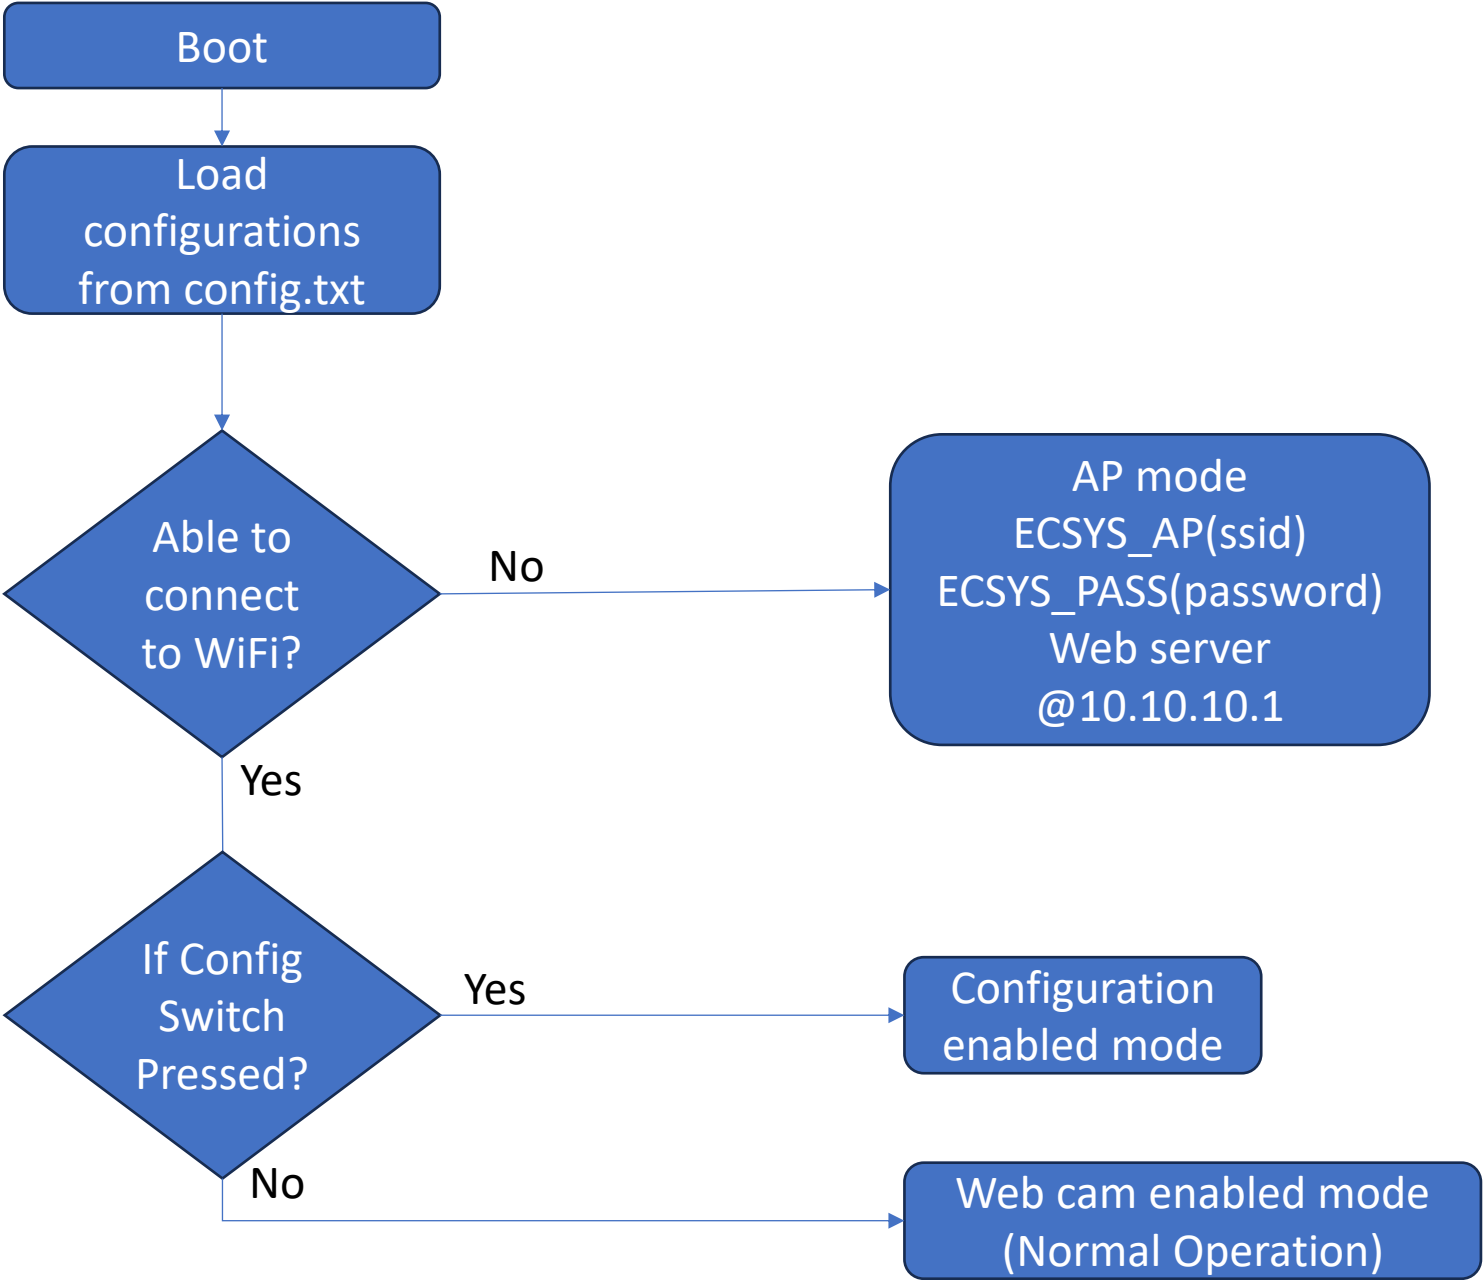 Boot
Load
configurations
from config.txt
Able to
connect
to WiFi?
No
AP mode
ECSYS_AP(ssid)
ECSYS_PASS(password)
Web server
@10.10.10.1
Yes
If Config
Switch
Pressed?
Yes
Configuration
enabled mode
No
Web cam enabled mode
(Normal Operation)